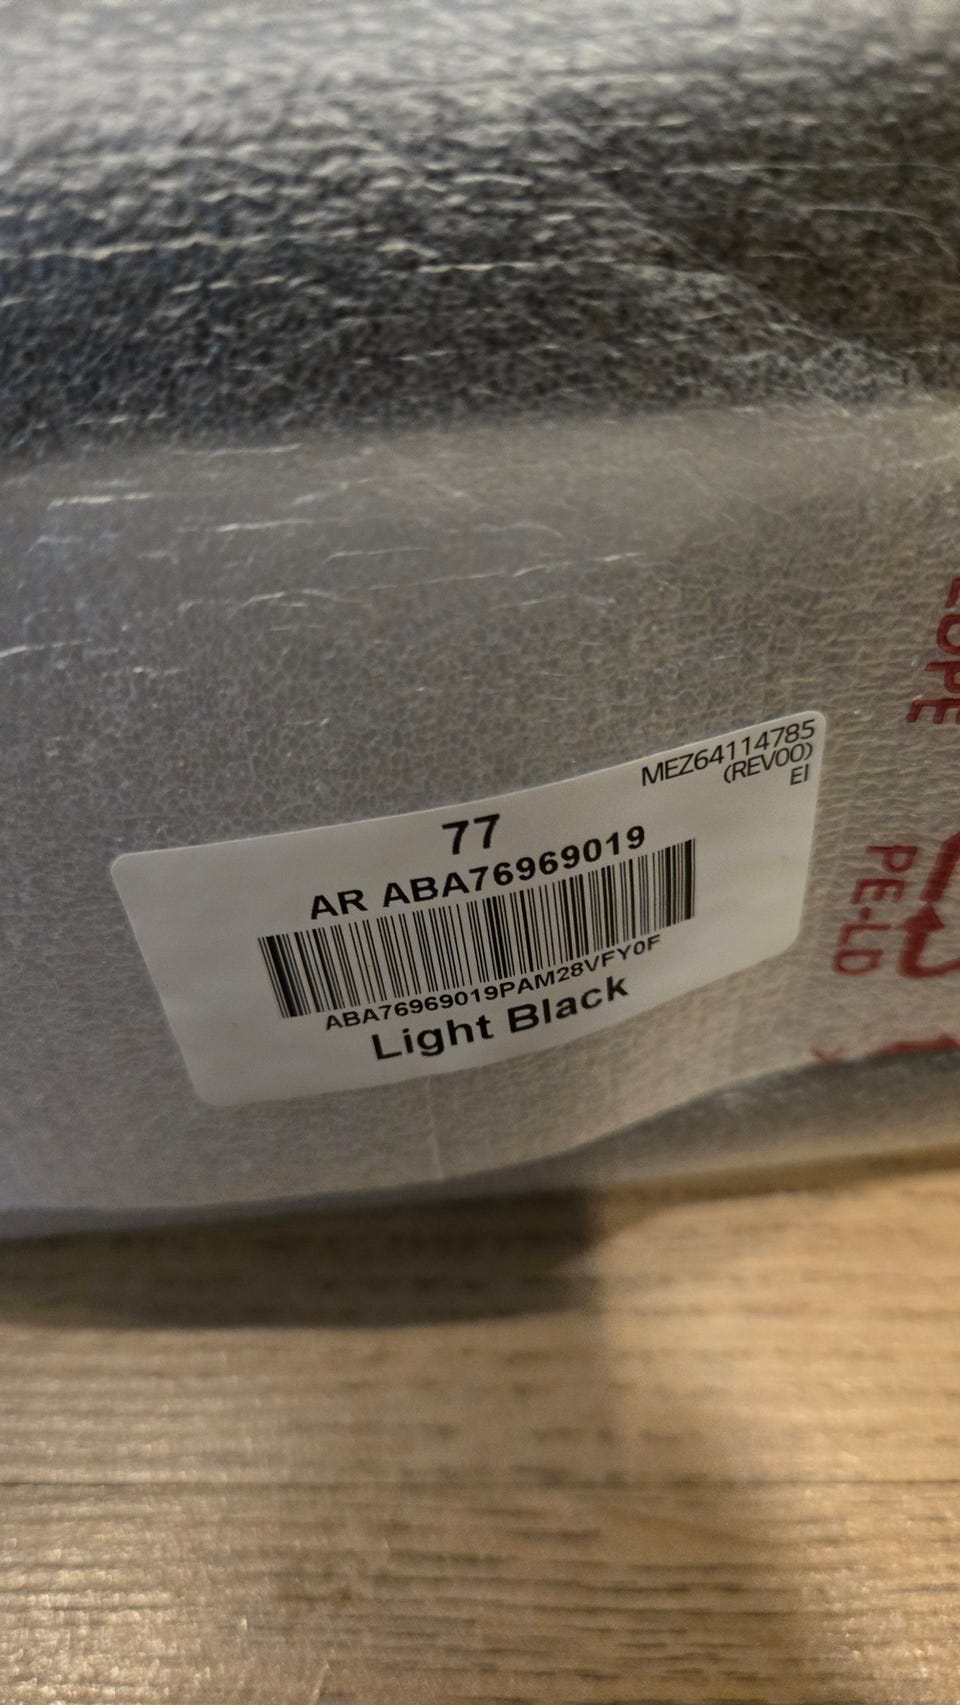 MEZ64114785
(REV00)
EI
77
AR ABA76969019
ABA76969019PAM28VFY0F
Light Black
PE-LD